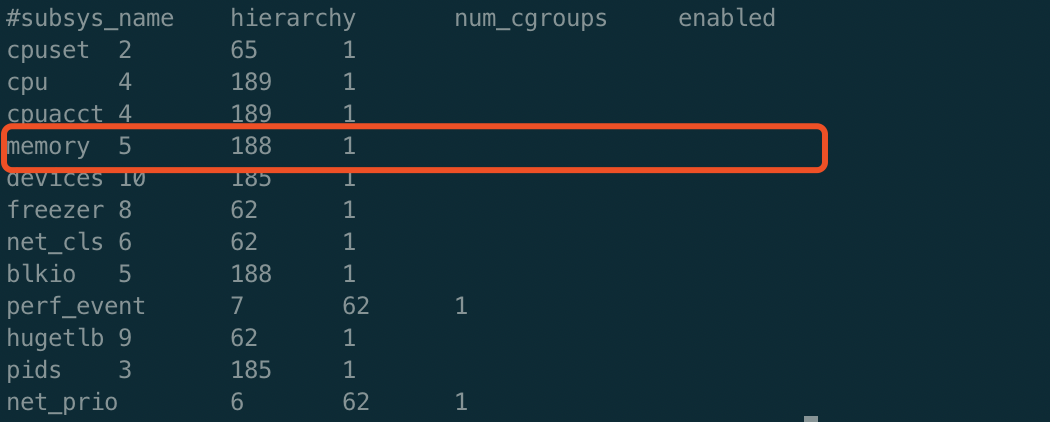 #subsys_name hierarchy num_cgroups enabled
cpuset 2 65 1
cpu 4 189 1
cpuacct 4 189 1
memory 5 188 1
devices 10 185 1
freezer 8 62 1
net_cls 6 62 1
blkio 5 188 1
perf_event 7 62 1
hugetlb 9 62 1
pids 3 185 1
net_prio 6 62 1